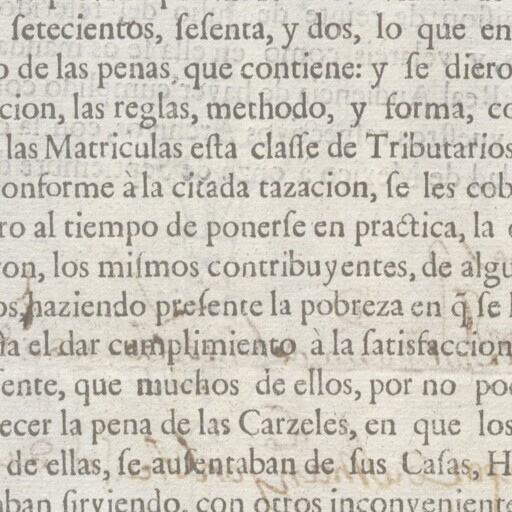 setecientos, sesenta, y dos, lo que en
o de las penas, que contiene: y se diero
cion, las reglas, methodo, y forma, co
las Matriculas esta classe de Tributarios
onforme à la citada tazacion, se les cob
ro al tiempo de ponerse en practica, la
ron, los mismos contribuyentes, de algu
os, haziendo presente la pobreza en q̃ se
ia el dar cumplimiento à la satisfaccion
sente, que muchos de ellos, por no po
ecer la pena de las Carzeles, en que los
de ellas, se ausentaban de sus Casas, H
aban sirviendo, con otros inconveniente